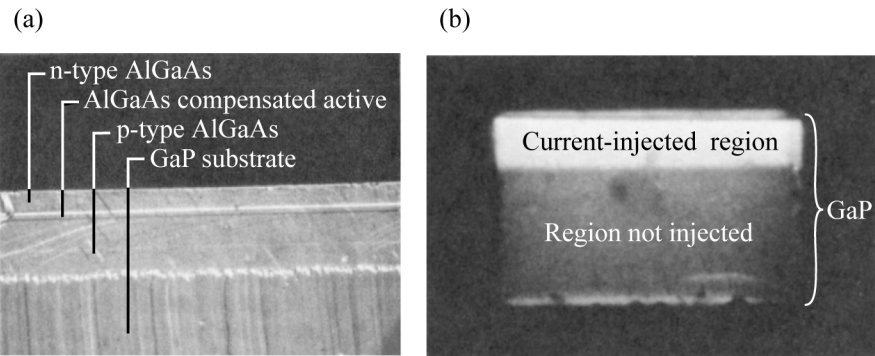 (a)
n-type AlGaAs
AlGaAs compensated active
p-type AlGaAs
GaP substrate
(b)
Current-injected region
Region not injected
GaP